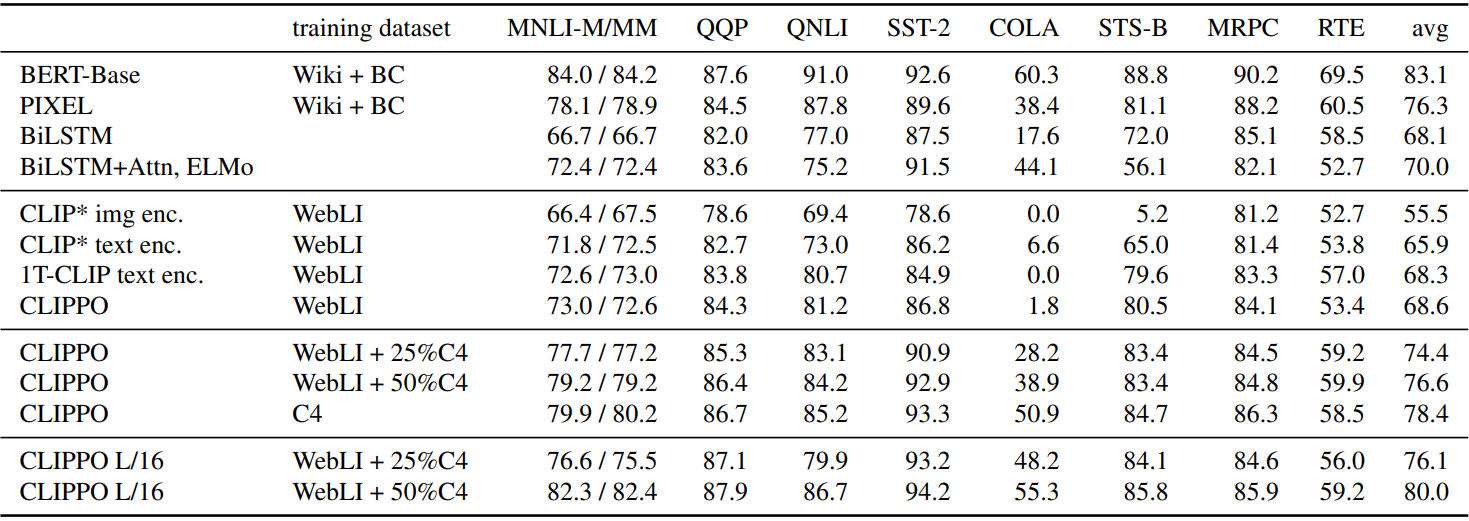 training dataset MNLI-M/MM QQP QNLI SST-2 COLA STS-B MRPC RTE avg
BERT-Base Wiki + BC 84.0 / 84.2 87.6 91.0 92.6 60.3 88.8 90.2 69.5 83.1
PIXEL Wiki + BC 78.1 / 78.9 84.5 87.8 89.6 38.4 81.1 88.2 60.5 76.3
BiLSTM 66.7 / 66.7 82.0 77.0 87.5 17.6 72.0 85.1 58.5 68.1
BiLSTM+Attn, ELMo 72.4 / 72.4 83.6 75.2 91.5 44.1 56.1 82.1 52.7 70.0
CLIP* img enc. WebLI 66.4 / 67.5 78.6 69.4 78.6 0.0 5.2 81.2 52.7 55.5
CLIP* text enc. WebLI 71.8 / 72.5 82.7 73.0 86.2 6.6 65.0 81.4 53.8 65.9
1T-CLIP text enc. WebLI 72.6 / 73.0 83.8 80.7 84.9 0.0 79.6 83.3 57.0 68.3
CLIPPO WebLI 73.0 / 72.6 84.3 81.2 86.8 1.8 80.5 84.1 53.4 68.6
CLIPPO WebLI + 25%C4 77.7 / 77.2 85.3 83.1 90.9 28.2 83.4 84.5 59.2 74.4
CLIPPO WebLI + 50%C4 79.2 / 79.2 86.4 84.2 92.9 38.9 83.4 84.8 59.9 76.6
CLIPPO C4 79.9 / 80.2 86.7 85.2 93.3 50.9 84.7 86.3 58.5 78.4
CLIPPO L/16 WebLI + 25%C4 76.6 / 75.5 87.1 79.9 93.2 48.2 84.1 84.6 56.0 76.1
CLIPPO L/16 WebLI + 50%C4 82.3 / 82.4 87.9 86.7 94.2 55.3 85.8 85.9 59.2 80.0